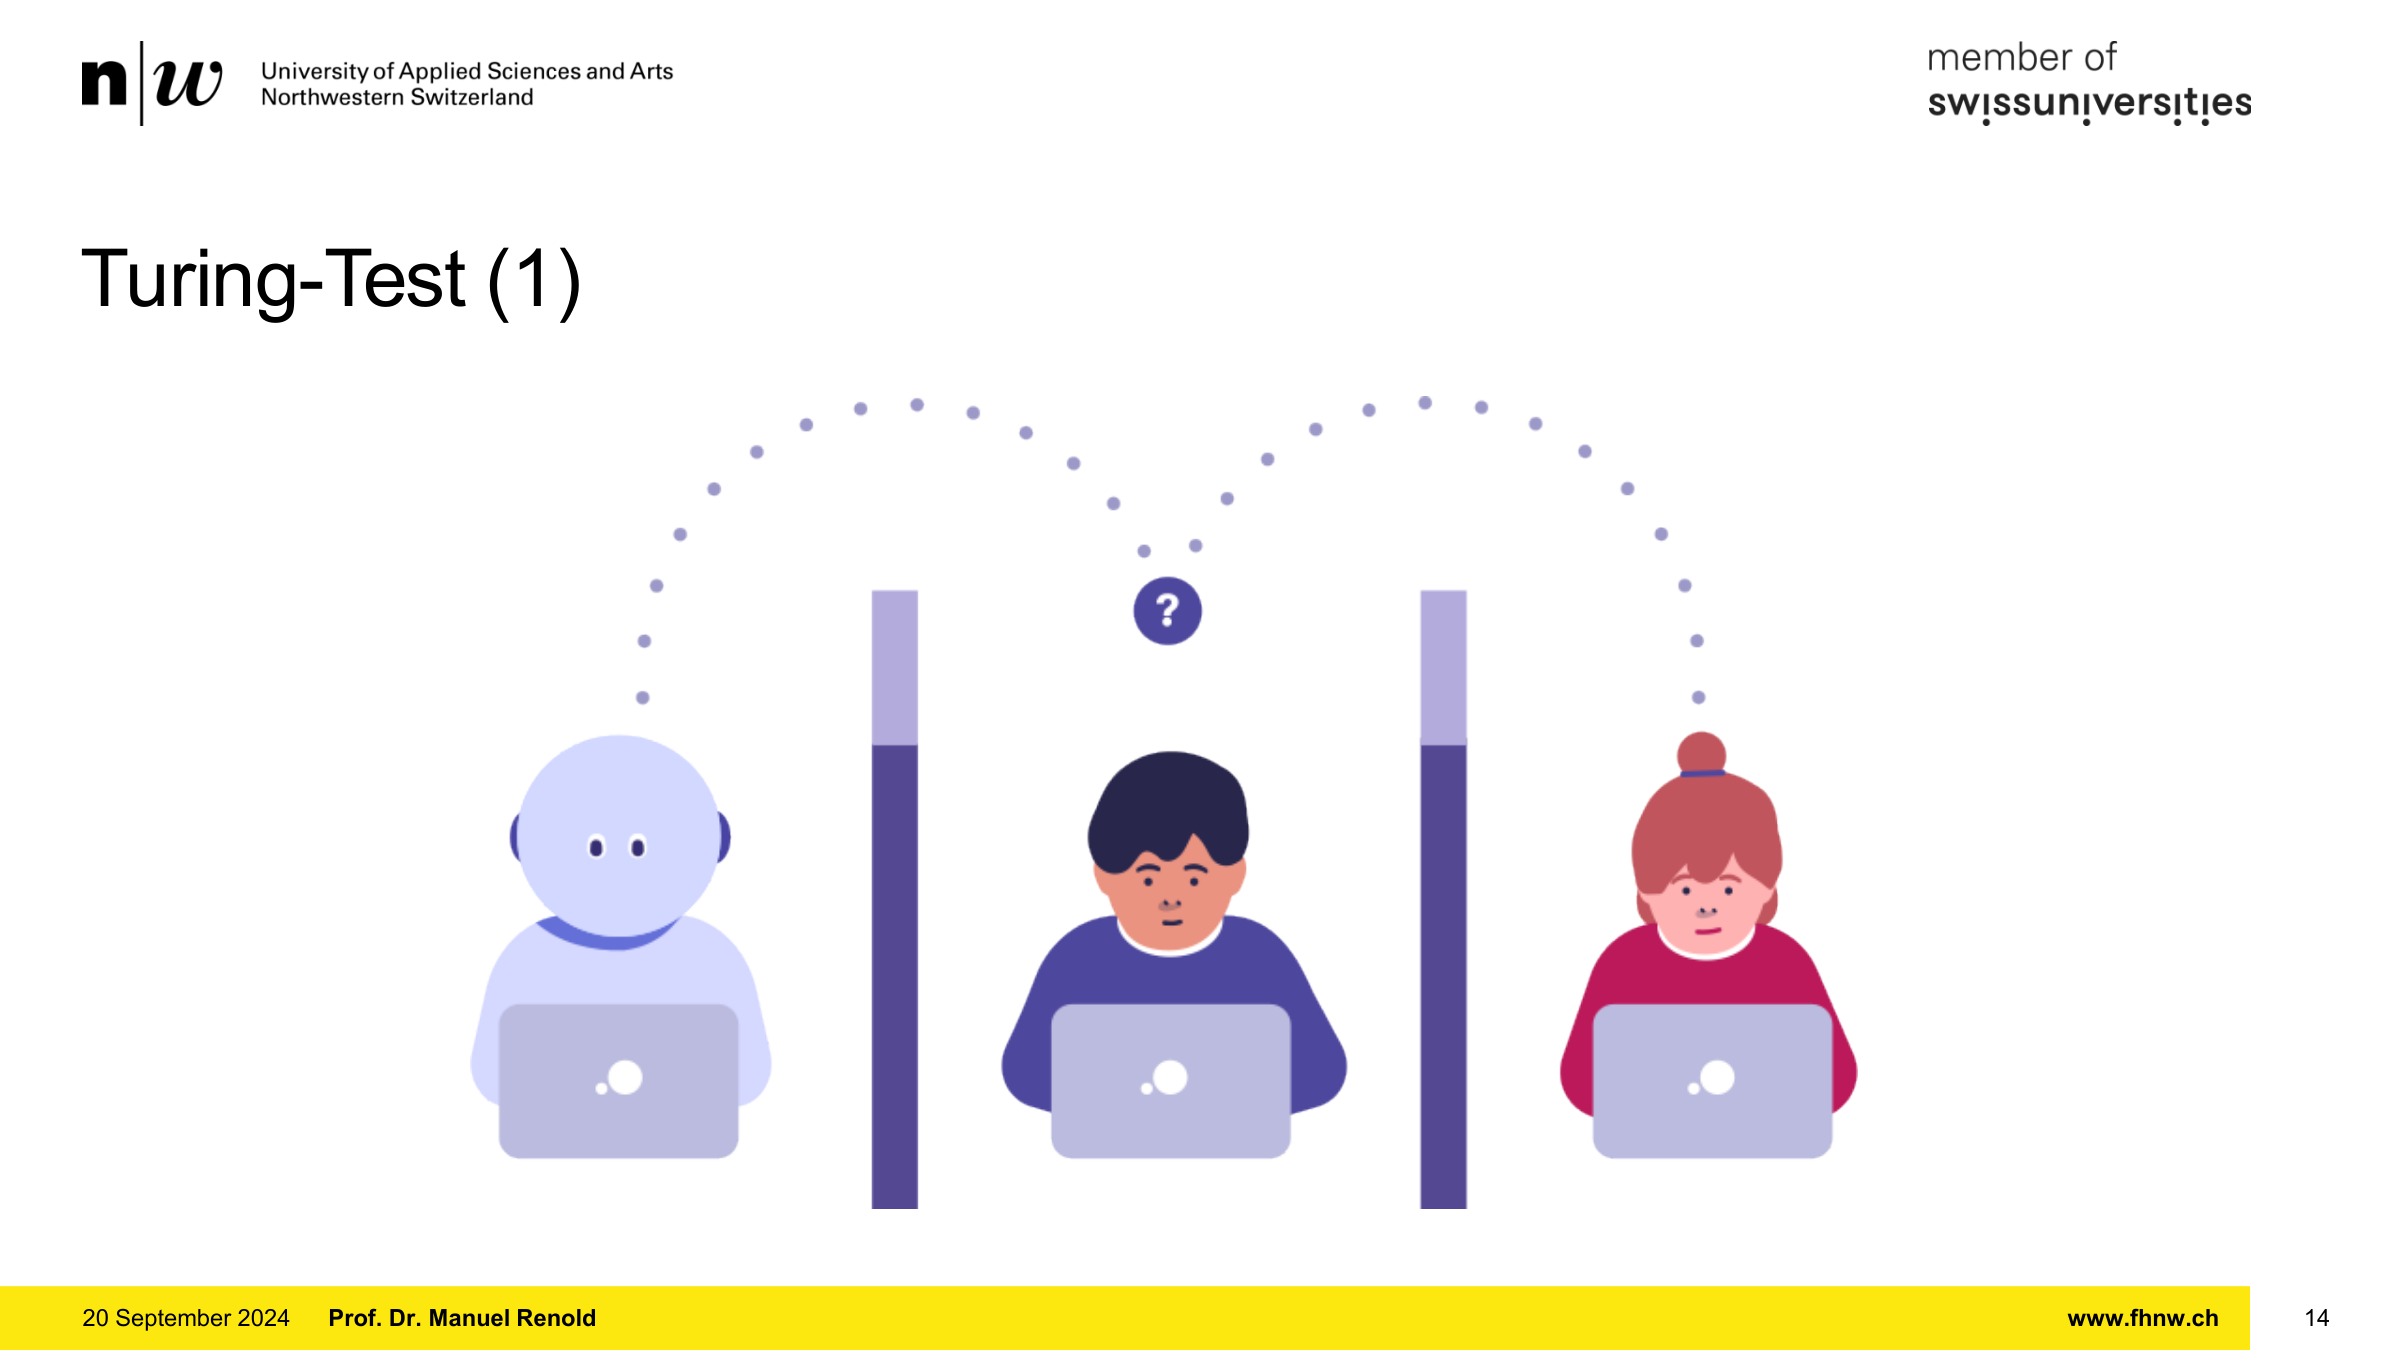 n|w University of Applied Sciences and Arts
Northwestern Switzerland
member of
swissuniversities
Turing-Test (1)
?
20 September 2024 Prof. Dr. Manuel Renold www.fhnw.ch 14